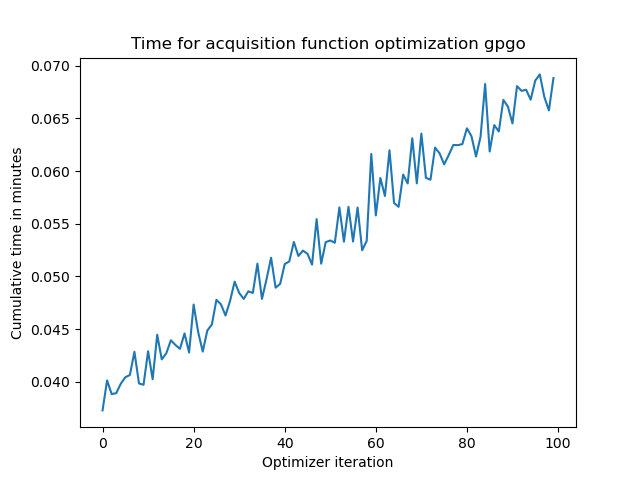 Time for acquisition function optimization gpgo
0.070
0.065
0.060
0.055
0.050
0.045
0.040
Cumulative time in minutes
0 20 40 60 80 100
Optimizer iteration